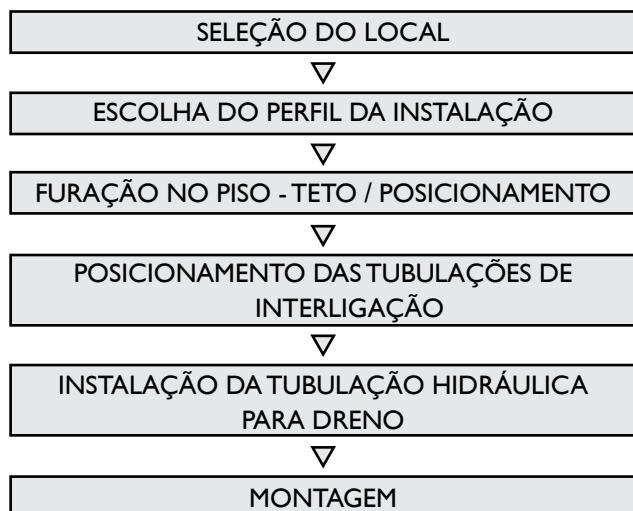 SELEÇÃO DO LOCAL
ESCOLHA DO PERFIL DA INSTALAÇÃO
FURAÇÃO NO PISO - TETO / POSICIONAMENTO
POSICIONAMENTO DAS TUBULAÇÕES DE
INTERLIGAÇÃO
INSTALAÇÃO DA TUBULAÇÃO HIDRÁULICA
PARA DRENO
MONTAGEM